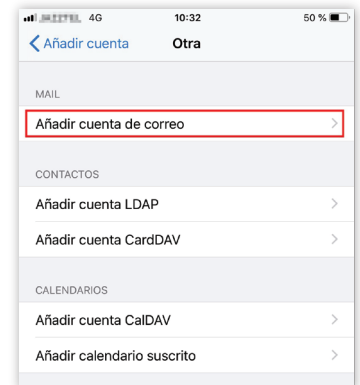 4G 10:32 50 %
Añadir cuenta Otra
MAIL
Añadir cuenta de correo
CONTACTOS
Añadir cuenta LDAP
Añadir cuenta CardDAV
CALENDARIOS
Añadir cuenta CalDAV
Añadir calendario suscrito